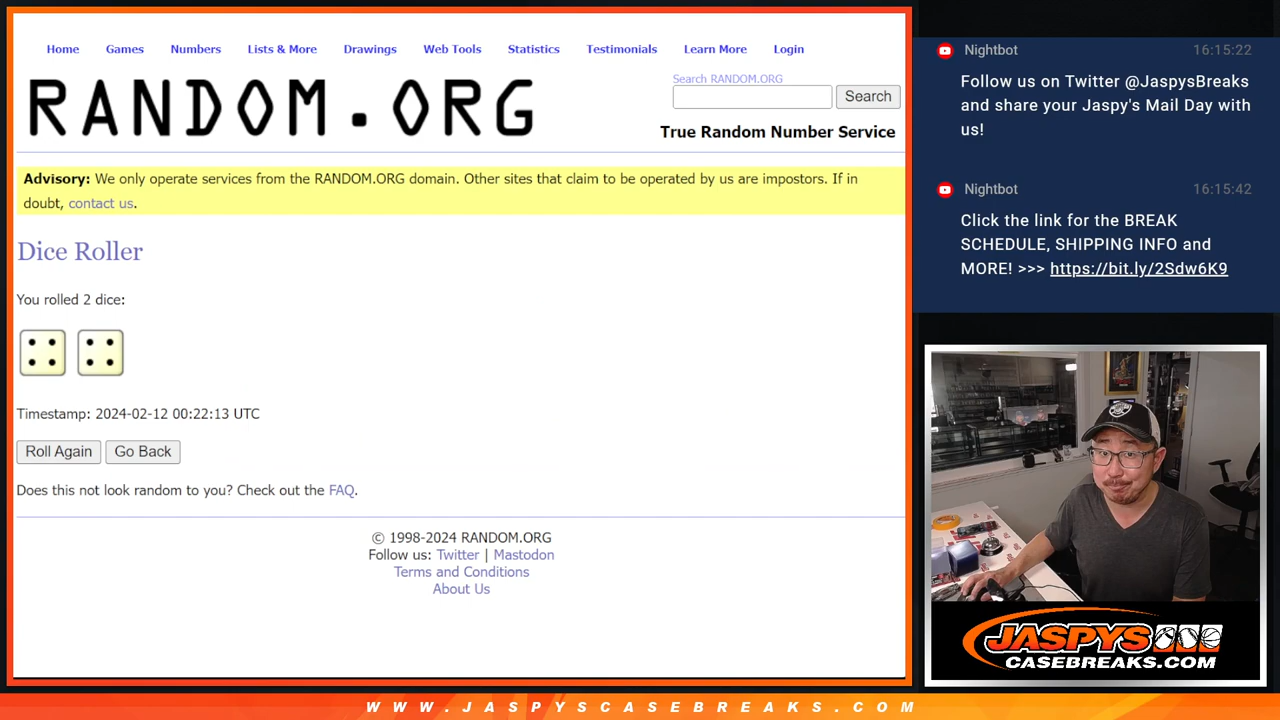 Home Games Numbers Lists & More Drawings Web Tools Statistics Testimonials Learn More Login
RANDOM.ORG
Search RANDOM.ORG
Search
True Random Number Service
Advisory: We only operate services from the RANDOM.ORG domain. Other sites that claim to be operated by us are impostors. If in
doubt, contact us.
Dice Roller
You rolled 2 dice:
Timestamp: 2024-02-12 00:22:13 UTC
Roll Again Go Back
Does this not look random to you? Check out the FAQ.
© 1998-2024 RANDOM.ORG
Follow us: Twitter | Mastodon
Terms and Conditions
About Us
Nightbot 16:15:22
Follow us on Twitter @JaspysBreaks
and share your Jaspy's Mail Day with
us!
Nightbot 16:15:42
Click the link for the BREAK
SCHEDULE, SHIPPING INFO and
MORE! >>> https://bit.ly/2Sdw6K9
JASPYS
CASEBREAKS.COM
WWW.JASPYSCASEBREAKS.COM